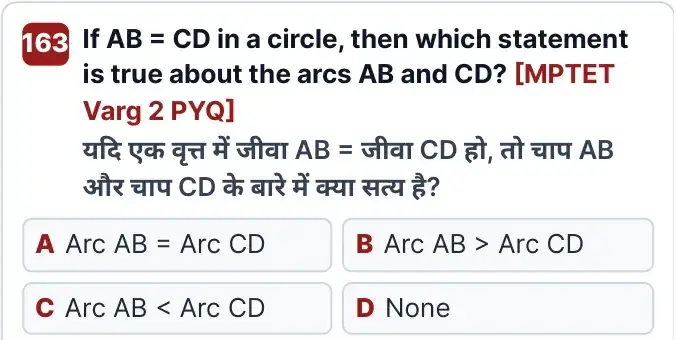 163 If AB = CD in a circle, then which statement
is true about the arcs AB and CD? [MPTET
Varg 2 PYQ]
यदि एक वृत्त में जीवा AB = जीवा CD हो, तो चाप AB
और चाप CD के बारे में क्या सत्य है?
A Arc AB = Arc CD
B Arc AB > Arc CD
C Arc AB < Arc CD
D None